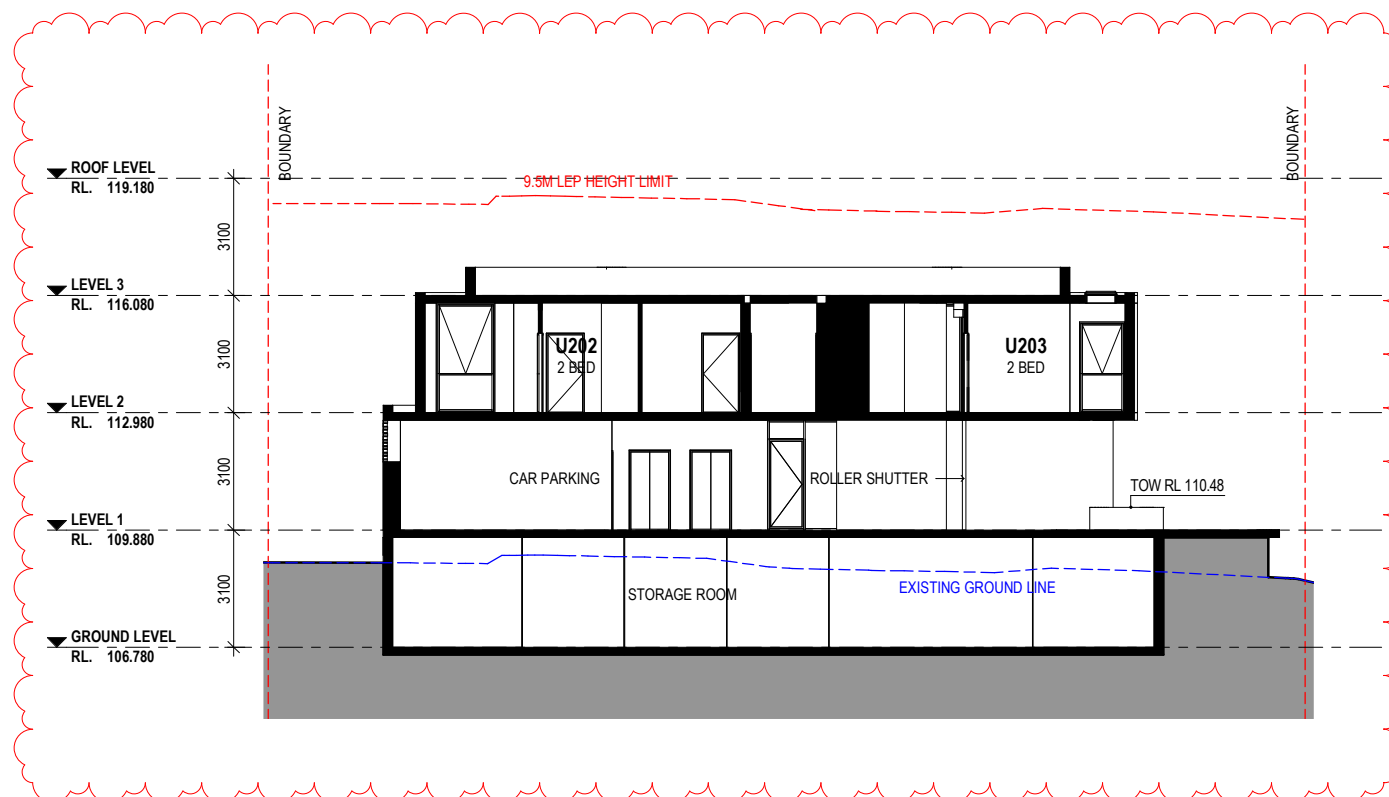 BOUNDARY
BOUNDARY
ROOF LEVEL
RL. 119.180
9.5M LEP HEIGHT LIMIT
3100
LEVEL 3
RL. 116.080
3100
U202
2 BED
U203
2 BED
LEVEL 2
RL. 112.980
3100
CAR PARKING
ROLLER SHUTTER
TOW RL 110.48
LEVEL 1
RL. 109.880
3100
STORAGE ROOM
EXISTING GROUND LINE
GROUND LEVEL
RL. 106.780